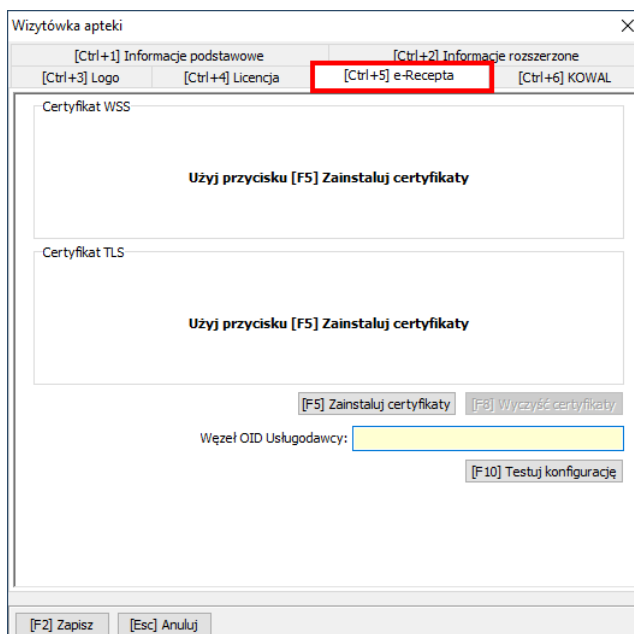 Wizytówka apteki
[Ctrl+1] Informacje podstawowe [Ctrl+2] Informacje rozszerzone
[Ctrl+3] Logo [Ctrl+4] Licencja [Ctrl+5] e-Recepta [Ctrl+6] KOWAL
Certyfikat WSS
Użyj przycisku [F5] Zainstaluj certyfikaty
Certyfikat TLS
Użyj przycisku [F5] Zainstaluj certyfikaty
[F5] Zainstaluj certyfikaty [F8] Wyczyść certyfikaty
Węzeł OID Usługodawcy:
[F10] Testuj konfigurację
[F2] Zapisz [Esc] Anuluj